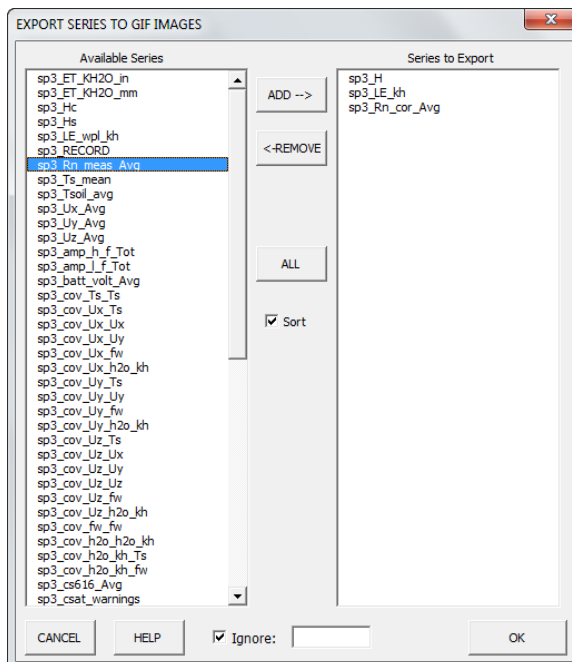 EXPORT SERIES TO GIF IMAGES
Available Series
sp3_ET_KH2O_in
sp3_ET_KH2O_mm
sp3_Hc
sp3_Hs
sp3_LE_wpl_kh
sp3_RECORD
sp3_Rn_meas_Avg
sp3_Ts_mean
sp3_Tsoil_avg
sp3_Ux_Avg
sp3_Uy_Avg
sp3_Uz_Avg
sp3_amp_h_f_Tot
sp3_amp_l_f_Tot
sp3_batt_volt_Avg
sp3_cov_Ts_Ts
sp3_cov_Ux_Ts
sp3_cov_Ux_Ux
sp3_cov_Ux_Uy
sp3_cov_Ux_fw
sp3_cov_Ux_h2o_kh
sp3_cov_Uy_Ts
sp3_cov_Uy_Uy
sp3_cov_Uy_fw
sp3_cov_Uy_h2o_kh
sp3_cov_Uz_Ts
sp3_cov_Uz_Ux
sp3_cov_Uz_Uy
sp3_cov_Uz_Uz
sp3_cov_Uz_fw
sp3_cov_Uz_h2o_kh
sp3_cov_fw_fw
sp3_cov_h2o_h2o_kh
sp3_cov_h2o_kh_Ts
sp3_cov_h2o_kh_fw
sp3_cs616_Avg
sp3_csat_warnings
ADD -->
<-REMOVE
ALL
Sort
Series to Export
sp3_H
sp3_LE_kh
sp3_Rn_cor_Avg
CANCEL
HELP
Ignore:
OK